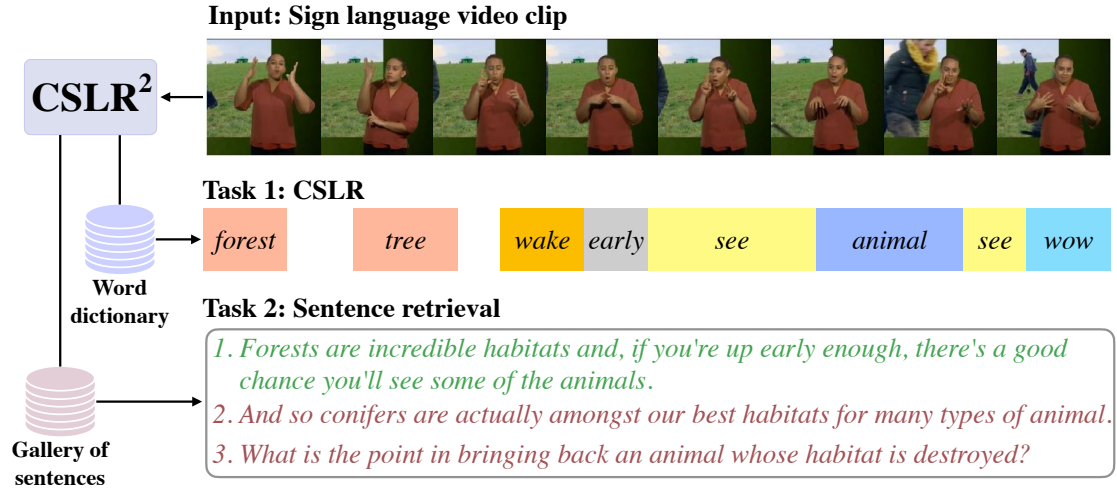 Input: Sign language video clip
CSLR²
Task 1: CSLR
forest tree wake early see animal see wow
Word
dictionary
Task 2: Sentence retrieval
1. Forests are incredible habitats and, if you're up early enough, there's a good
chance you'll see some of the animals.
2. And so conifers are actually amongst our best habitats for many types of animal.
3. What is the point in bringing back an animal whose habitat is destroyed?
Gallery of
sentences